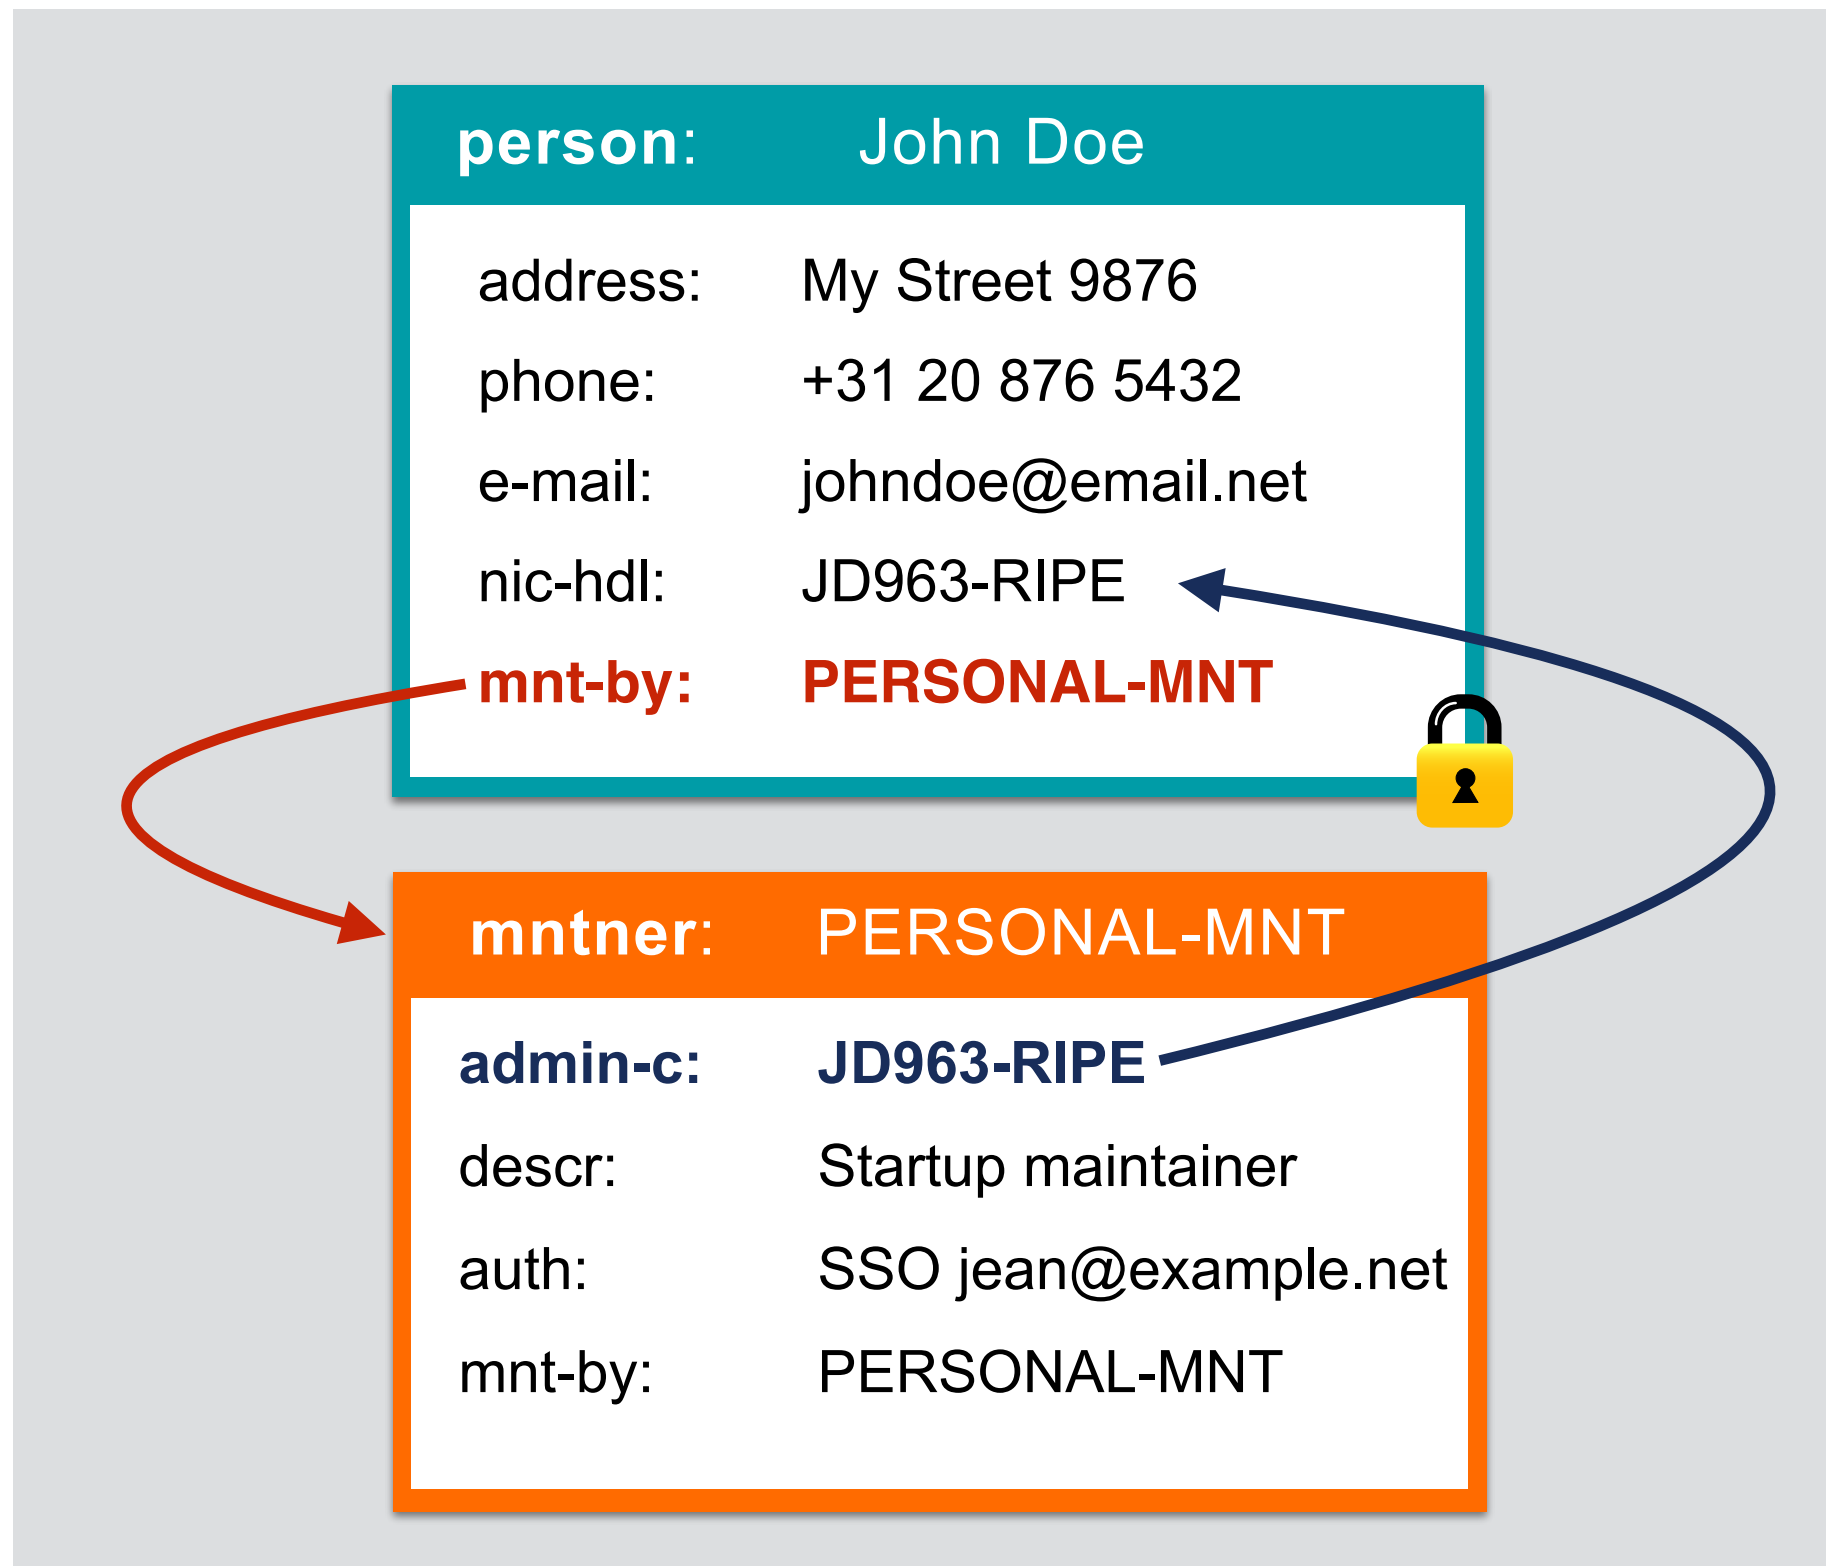 person: John Doe
address: My Street 9876
phone: +31 20 876 5432
e-mail: johndoe@email.net
nic-hdl: JD963-RIPE
mnt-by: PERSONAL-MNT
mntner: PERSONAL-MNT
admin-c: JD963-RIPE
descr: Startup maintainer
auth: SSO jean@example.net
mnt-by: PERSONAL-MNT